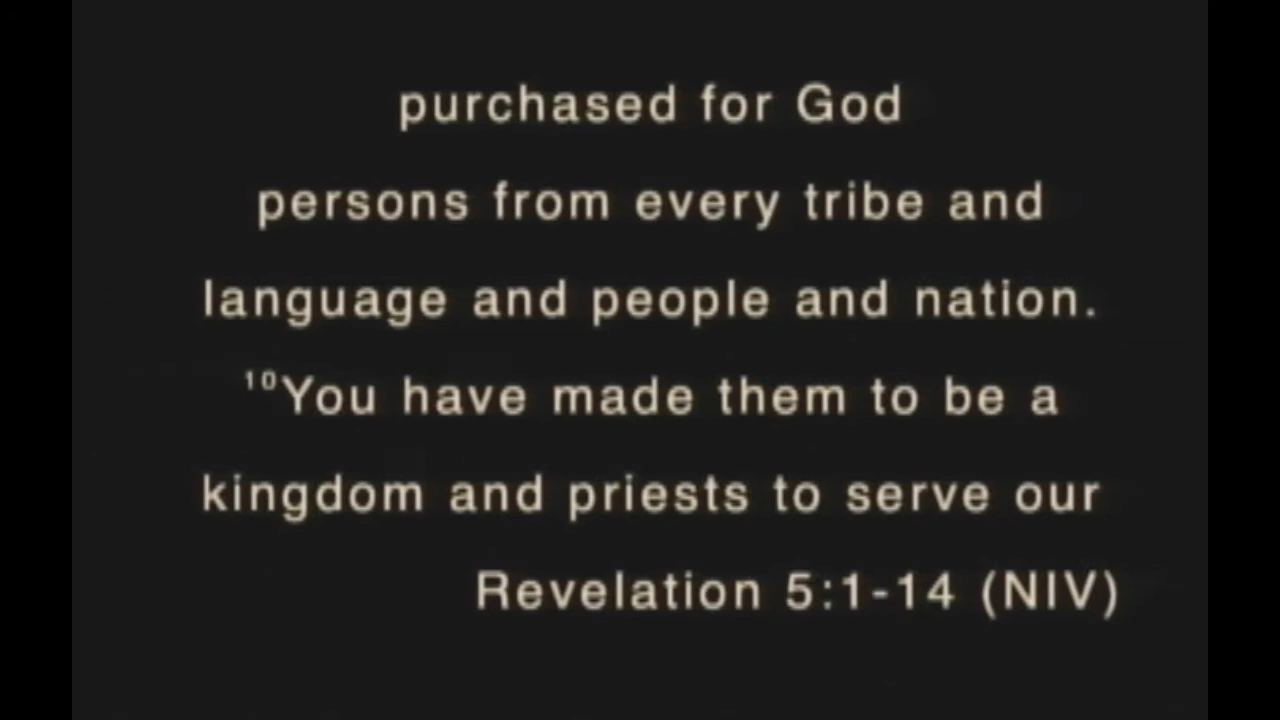 purchased for God
persons from every tribe and
language and people and nation.
¹⁰You have made them to be a
kingdom and priests to serve our
Revelation 5:1-14 (NIV)